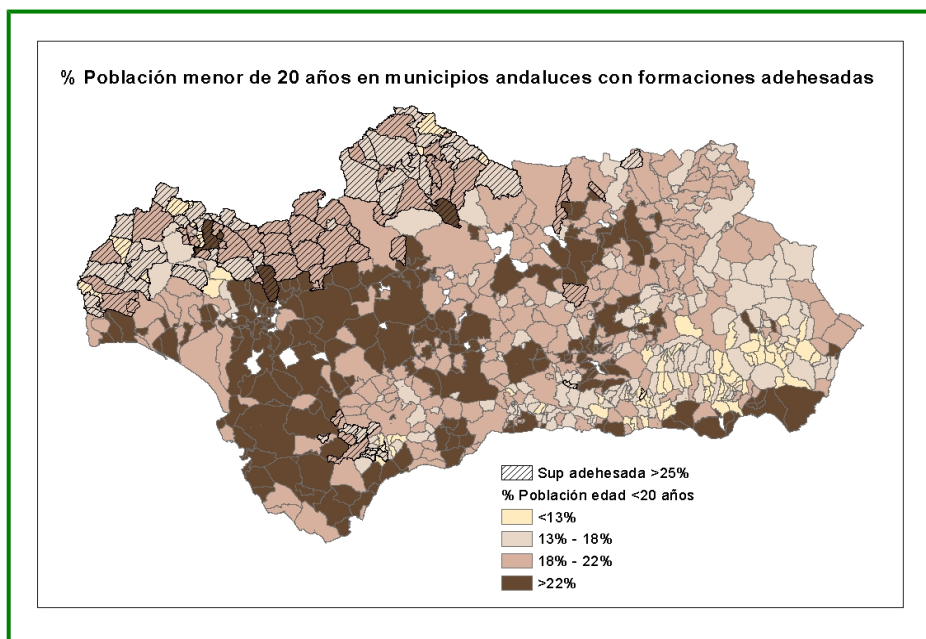 % Población menor de 20 años en municipios andaluces con formaciones adehesadas
Sup adehesada >25%
% Población edad <20 años
<13%
13% - 18%
18% - 22%
>22%